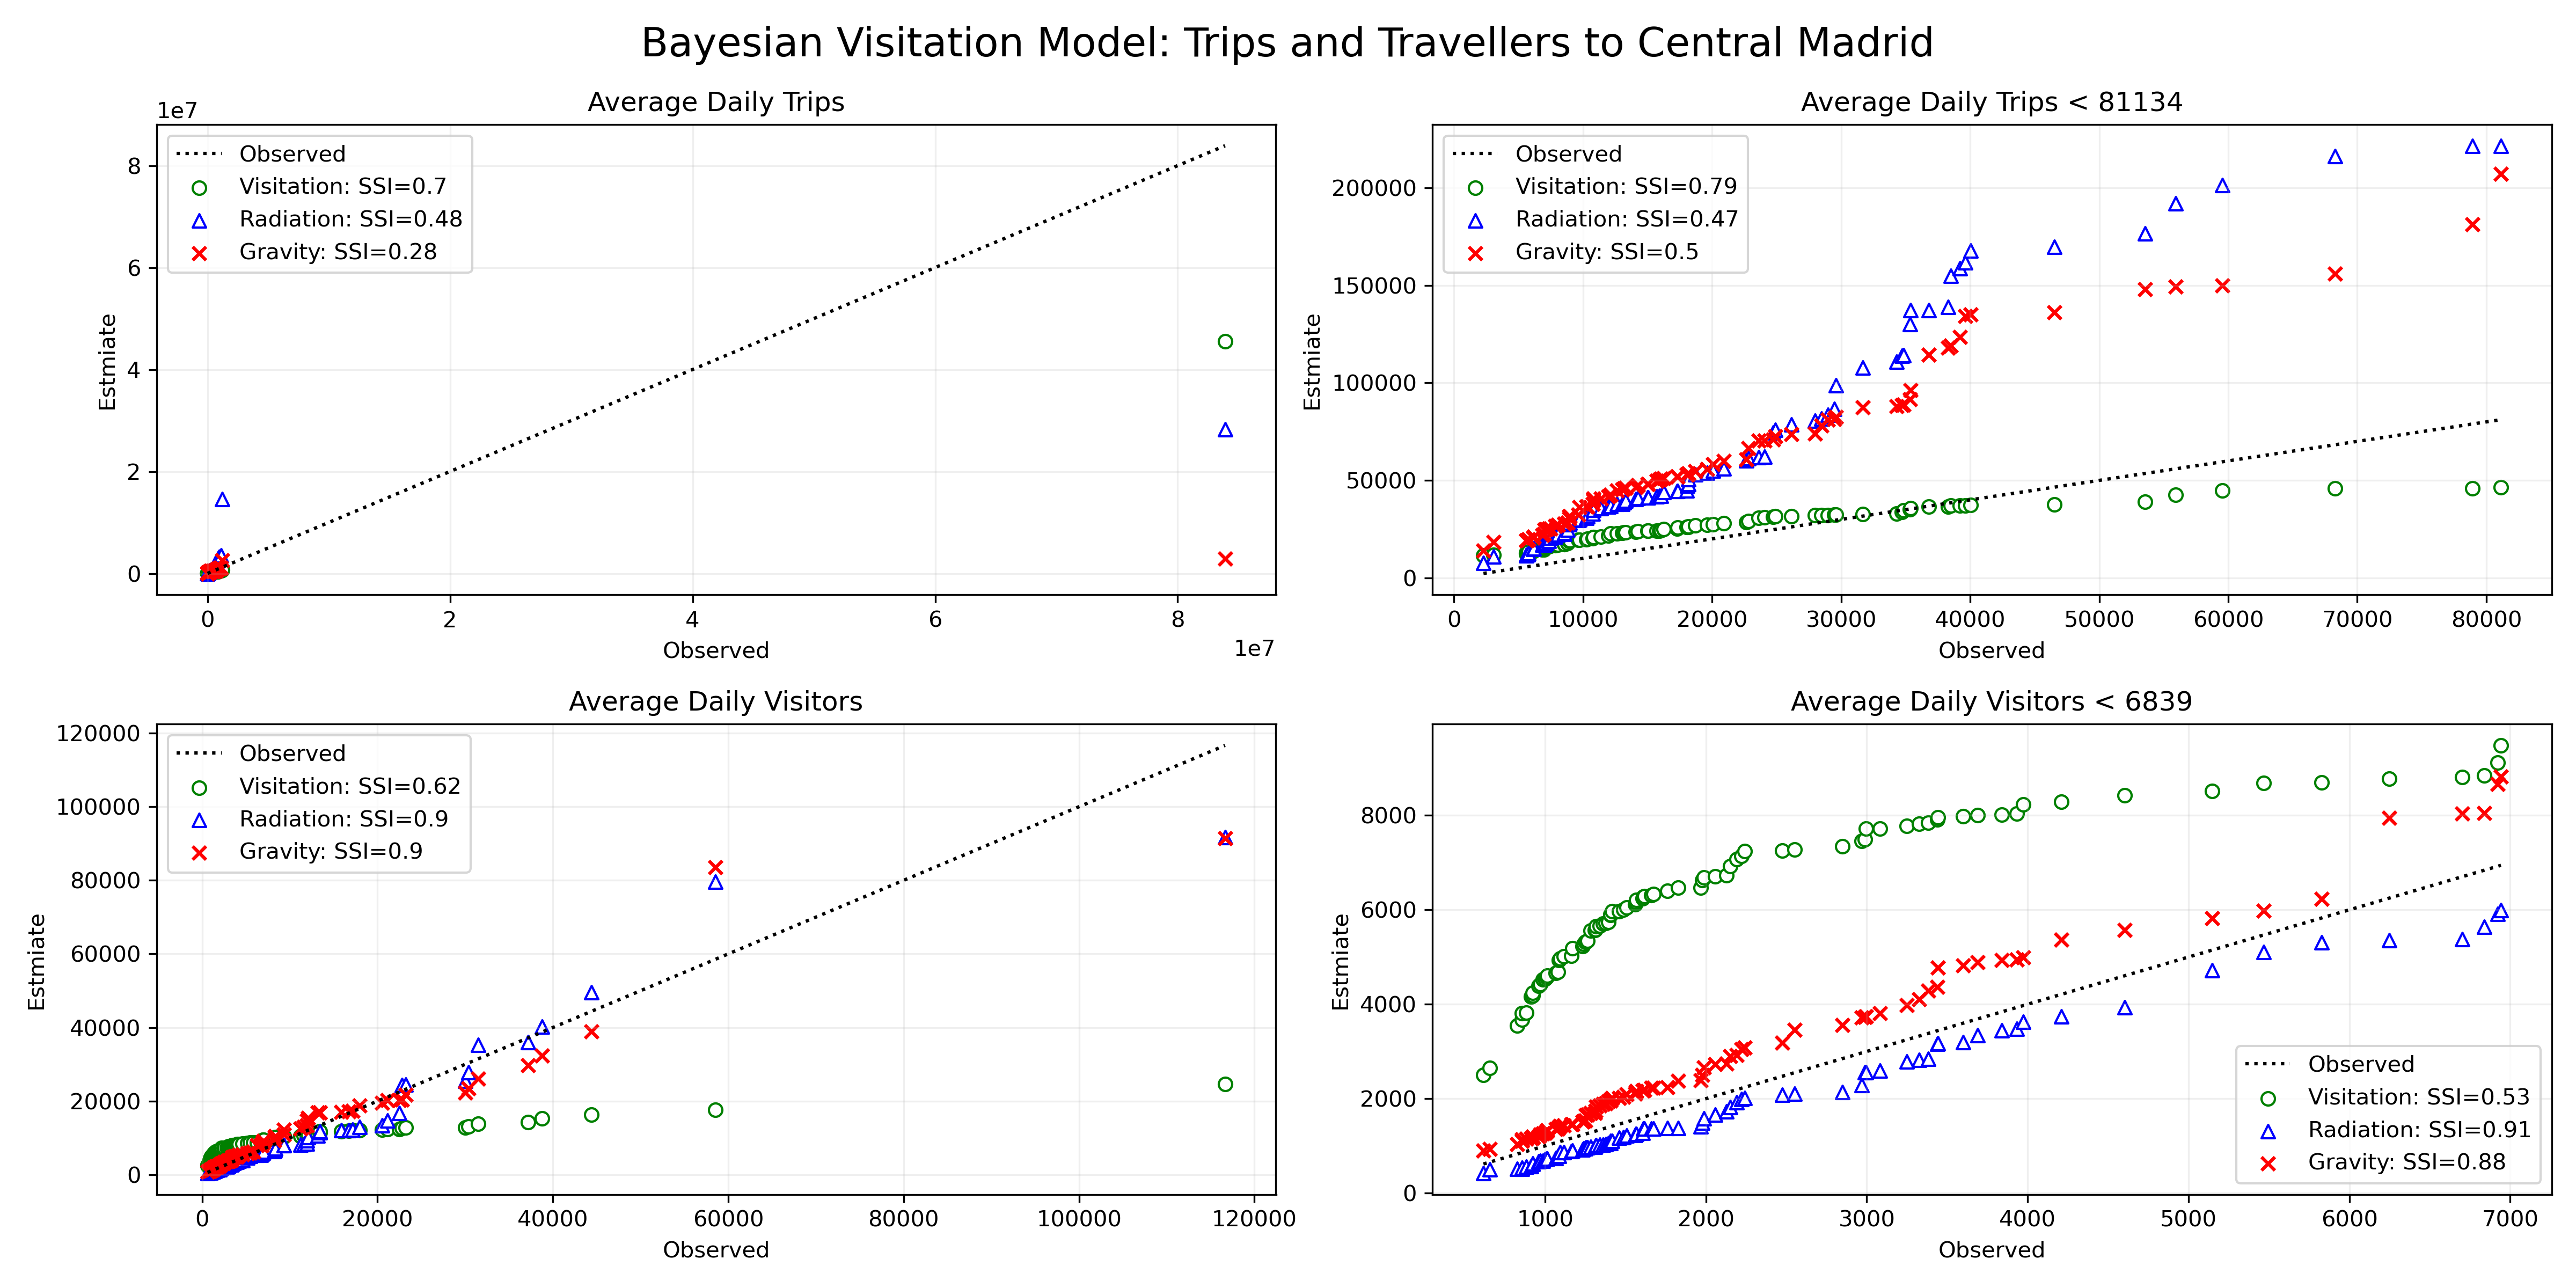 Bayesian Visitation Model: Trips and Travellers to Central Madrid
Average Daily Trips
1e7
Observed
Visitation: SSI=0.7
Radiation: SSI=0.48
Gravity: SSI=0.28
8
6
4
2
0
Estmiate
0 2 4 6 8
1e7
Observed
Average Daily Trips < 81134
Observed
Visitation: SSI=0.79
Radiation: SSI=0.47
Gravity: SSI=0.5
200000
150000
100000
50000
0
Estmiate
0 10000 20000 30000 40000 50000 60000 70000 80000
Observed
Average Daily Visitors
Observed
Visitation: SSI=0.62
Radiation: SSI=0.9
Gravity: SSI=0.9
120000
100000
80000
60000
40000
20000
0
Estmiate
0 20000 40000 60000 80000 100000 120000
Observed
Average Daily Visitors < 6839
8000
6000
4000
2000
0
Estmiate
Observed
Visitation: SSI=0.53
Radiation: SSI=0.91
Gravity: SSI=0.88
1000 2000 3000 4000 5000 6000 7000
Observed